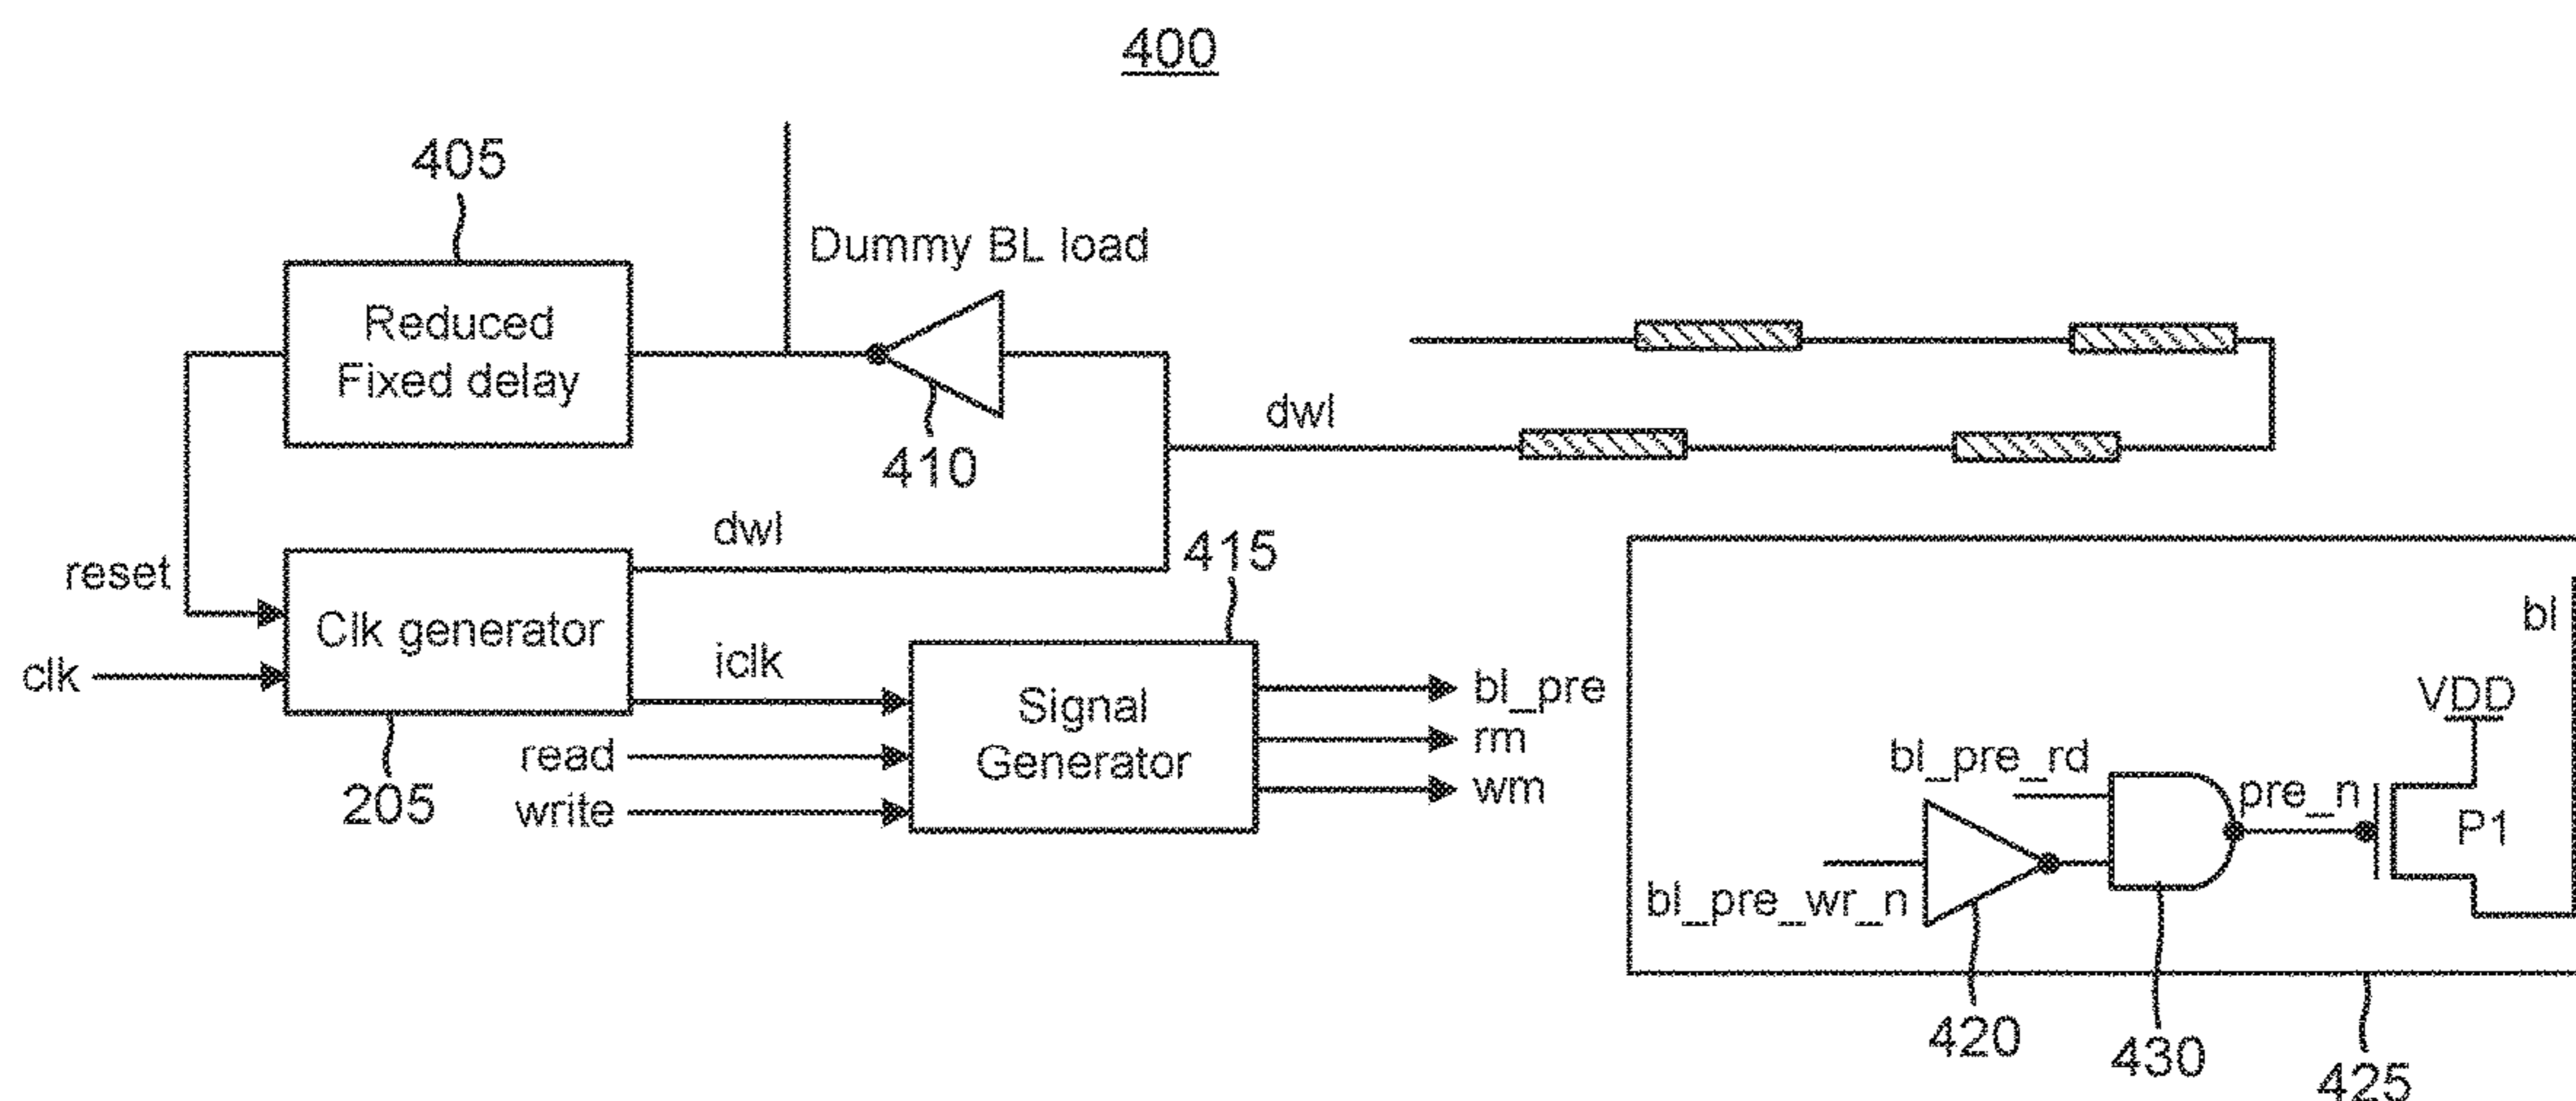 400
405
Dummy BL load
Reduced
Fixed delay
410
dwl
dwl
415
reset
Clk generator
clk
iclk
205
read
write
Signal
Generator
bl_pre
rm
wm
bl
VDD
bl_pre_rd
pre_n
P1
bl_pre_wr_n
420
430
425